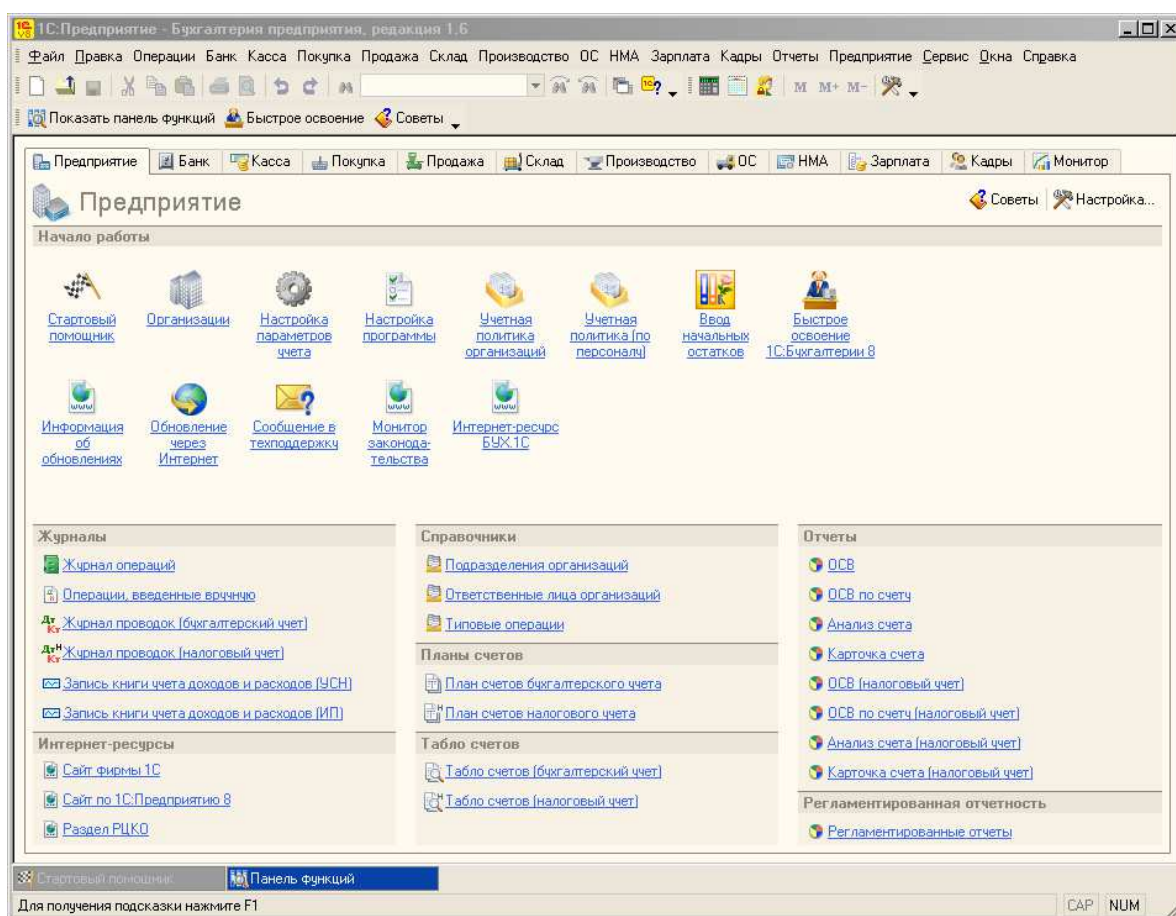 1С:Предприятие - Бухгалтерия предприятия, редакция 1.6
Файл Правка Операции Банк Касса Покупка Продажа Склад Производство ОС НМА Зарплата Кадры Отчеты Предприятие Сервис Окна Справка
M M+ M-
Показать панель функций Быстрое освоение Советы
Предприятие Банк Касса Покупка Продажа Склад Производство ОС НМА Зарплата Кадры Монитор
Предприятие Советы Настройка...
Начало работы
Стартовый Организации Настройка Настройка Учетная Учетная Ввод Быстрое
помощник параметров программы политика политика (по начальных освоение
учета организаций персоналу) остатков 1С:Бухгалтерии 8
Информация Обновление Сообщение в Монитор Интернет-ресурс
об через техподдержку законода- БУХ.1С
обновлениях Интернет тельства
Журналы Справочники Отчеты
Журнал операций Подразделения организаций ОСВ
Операции, введенные вручную Ответственные лица организаций ОСВ по счету
Дт Кт Журнал проводок (бухгалтерский учет) Типовые операции Анализ счета
Дт Н Кт Журнал проводок (налоговый учет) Планы счетов Карточка счета
Запись книги учета доходов и расходов (УСН) План счетов бухгалтерского учета ОСВ (налоговый учет)
Запись книги учета доходов и расходов (ИП) План счетов налогового учета ОСВ по счету (налоговый учет)
Интернет-ресурсы Табло счетов Анализ счета (налоговый учет)
Сайт фирмы 1С Табло счетов (бухгалтерский учет) Карточка счета (налоговый учет)
Сайт по 1С:Предприятию 8 Табло счетов (налоговый учет) Регламентированная отчетность
Раздел РЦКО Регламентированные отчеты
Стартовый помощник Панель функций
Для получения подсказки нажмите F1 CAP NUM